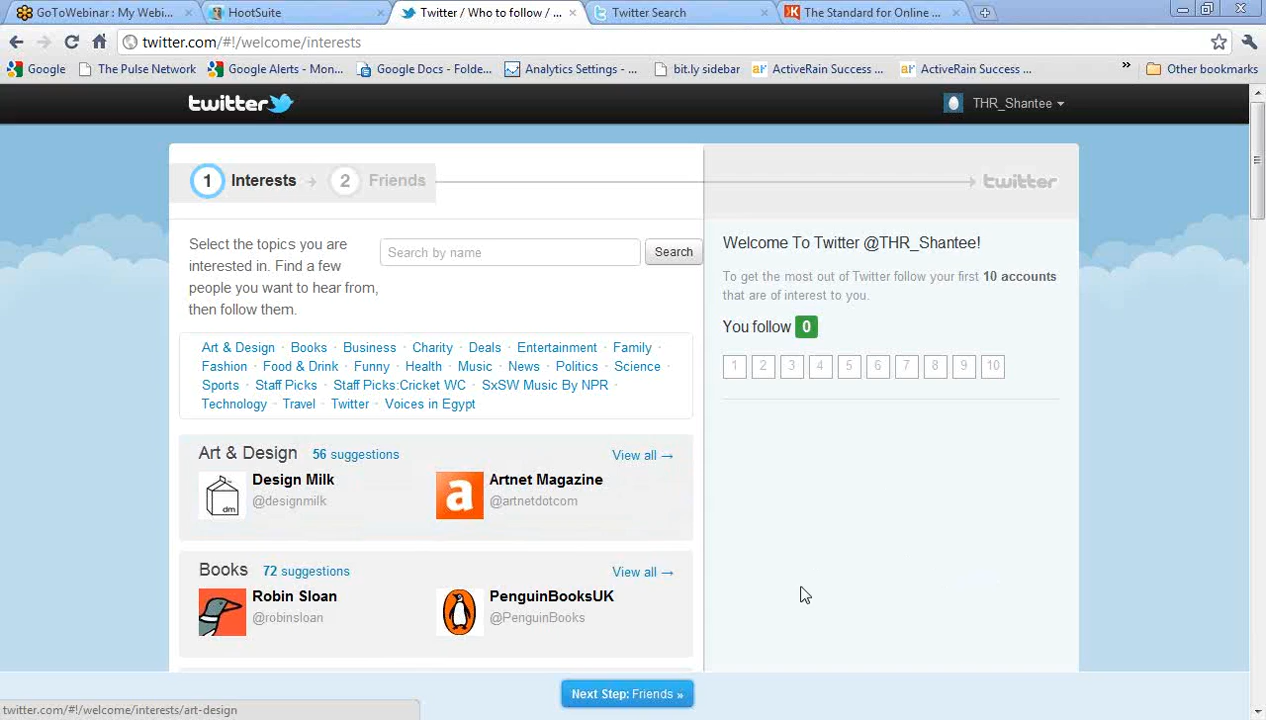 GoToWebinar : My Webi...
HootSuite
Twitter / Who to follow / ...
Twitter Search
The Standard for Online ...
twitter.com/#!/welcome/interests
Google
The Pulse Network
Google Alerts - Mon...
Google Docs - Folde...
Analytics Settings - ...
bit.ly sidebar
ActiveRain Success ...
ActiveRain Success ...
»
Other bookmarks
twitter
THR_Shantee
1 Interests
2 Friends
twitter
Select the topics you are
interested in. Find a few
people you want to hear from,
then follow them.
Search by name
Search
Art & Design · Books · Business · Charity · Deals · Entertainment · Family ·
Fashion · Food & Drink · Funny · Health · Music · News · Politics · Science ·
Sports · Staff Picks · Staff Picks:Cricket WC · SxSW Music By NPR ·
Technology · Travel · Twitter · Voices in Egypt
Art & Design 56 suggestions
View all →
Design Milk
@designmilk
dm
a
Artnet Magazine
@artnetdotcom
Books 72 suggestions
View all →
Robin Sloan
@robinsloan
PenguinBooksUK
@PenguinBooks
Welcome To Twitter @THR_Shantee!
To get the most out of Twitter follow your first 10 accounts
that are of interest to you.
You follow 0
1 2 3 4 5 6 7 8 9 10
Next Step: Friends »
twitter.com/#!/welcome/interests/art-design